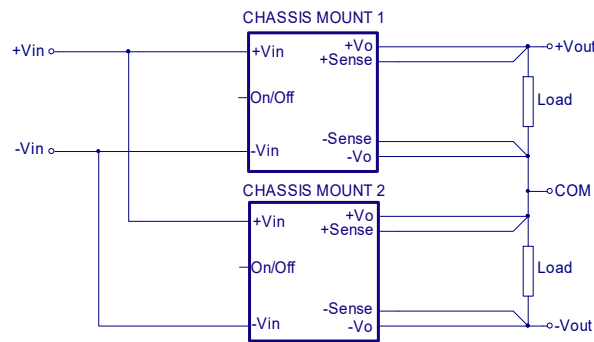 CHASSIS MOUNT 1
+Vin
+Vin
+Vo
+Sense
+Vout
On/Off
Load
-Vin
-Vin
-Sense
-Vo
CHASSIS MOUNT 2
COM
+Vin
+Vo
+Sense
On/Off
Load
-Vin
-Sense
-Vo
-Vout